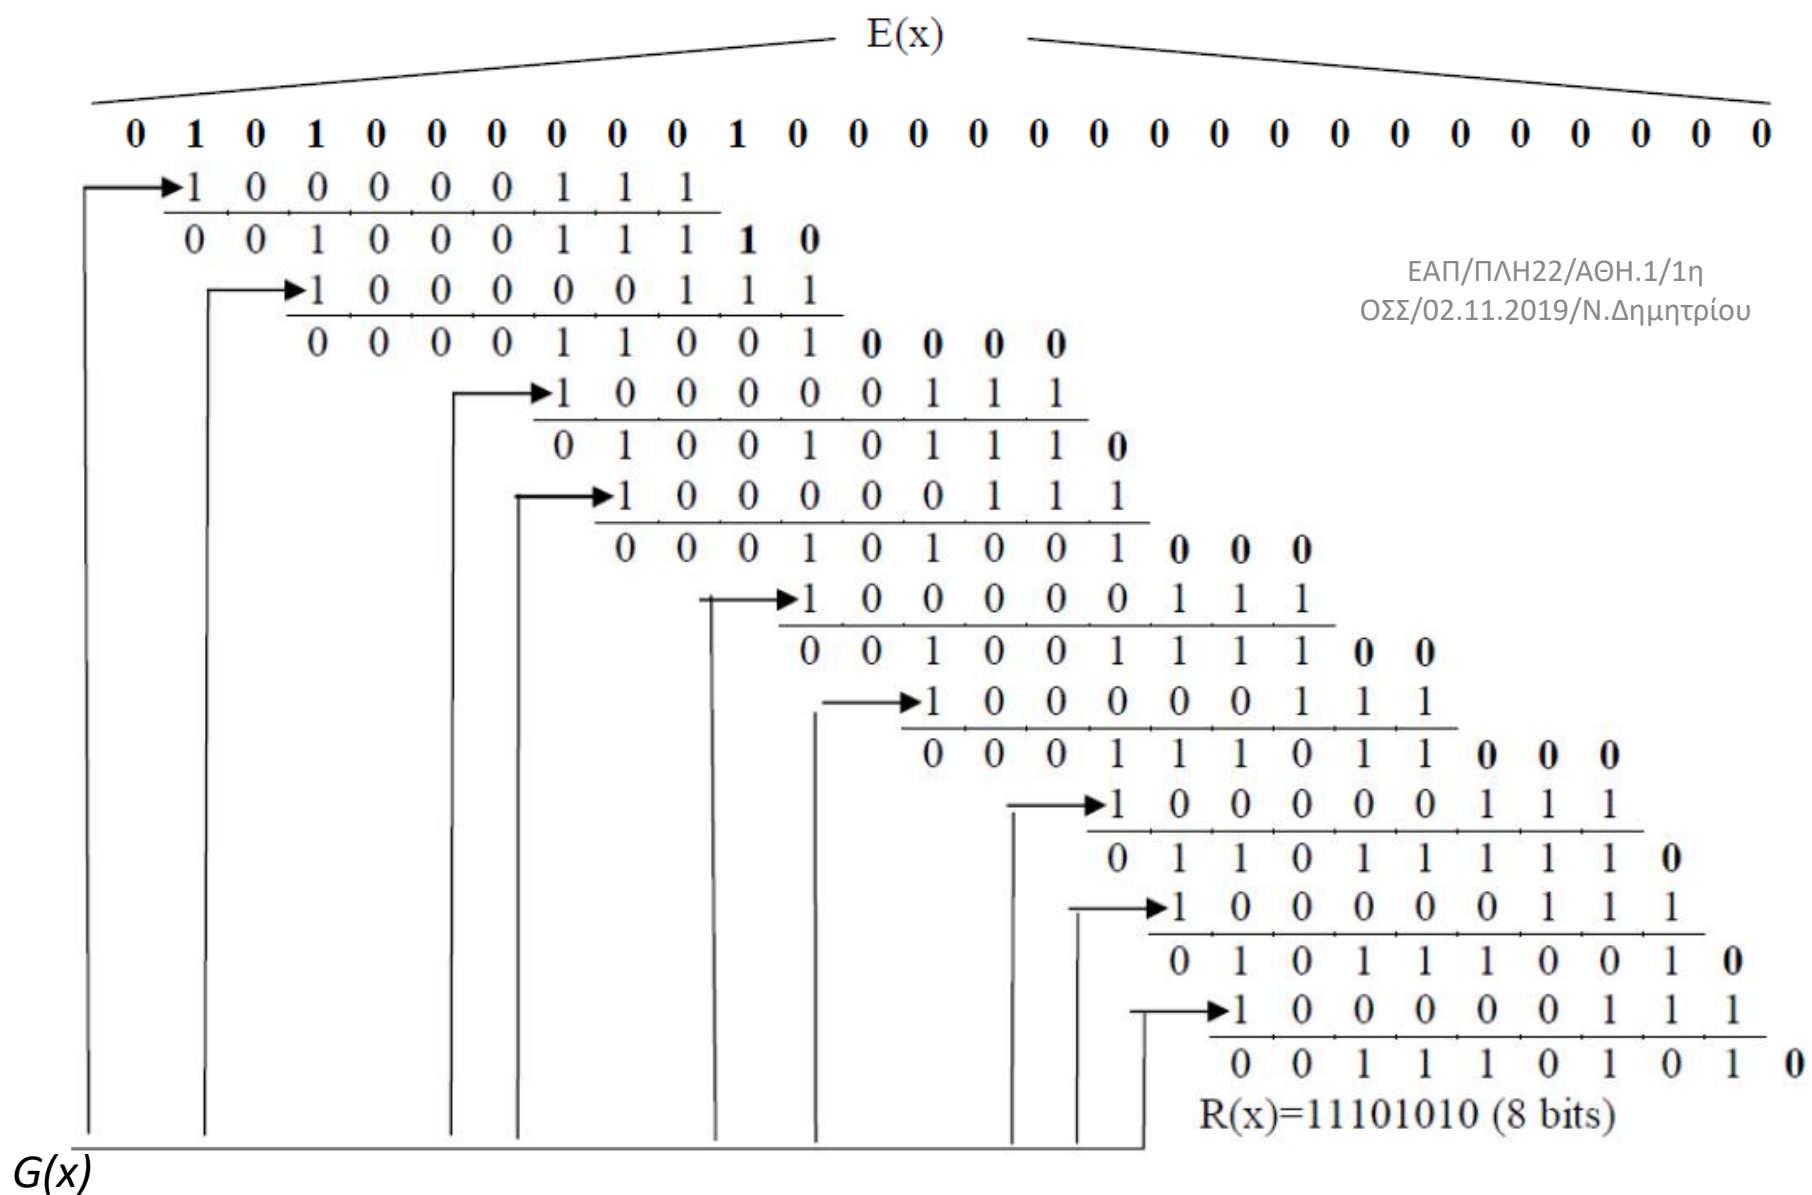 E(x)
0 1 0 1 0 0 0 0 0 0 1 0 0 0 0 0 0 0 0 0 0 0 0 0 0 0 0 0
1 0 0 0 0 0 1 1 1
0 0 1 0 0 0 1 1 1 1 0
ΕΑΠ/ΠΛΗ22/ΑΘΗ.1/1η
ΟΣΣ/02.11.2019/Ν.Δημητρίου
1 0 0 0 0 0 1 1 1
0 0 0 0 1 1 0 0 1 0 0 0 0
1 0 0 0 0 0 1 1 1
0 1 0 0 1 0 1 1 1 0
1 0 0 0 0 0 1 1 1
0 0 0 1 0 1 0 0 1 0 0 0
1 0 0 0 0 0 1 1 1
0 0 1 0 0 1 1 1 1 0 0
1 0 0 0 0 0 1 1 1
0 0 0 1 1 1 0 1 1 0 0 0
1 0 0 0 0 0 1 1 1
0 1 1 0 1 1 1 1 1 0
1 0 0 0 0 0 1 1 1
0 1 0 1 1 1 0 0 1 0
1 0 0 0 0 0 1 1 1
0 0 1 1 1 0 1 0 1 0
R(x)=11101010 (8 bits)
G(x)